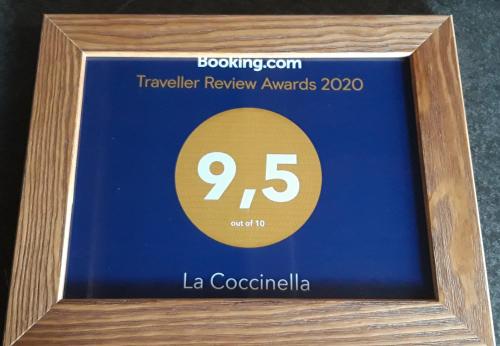 Booking.com
Traveller Review Awards 2020
9,5
out of 10
La Coccinella